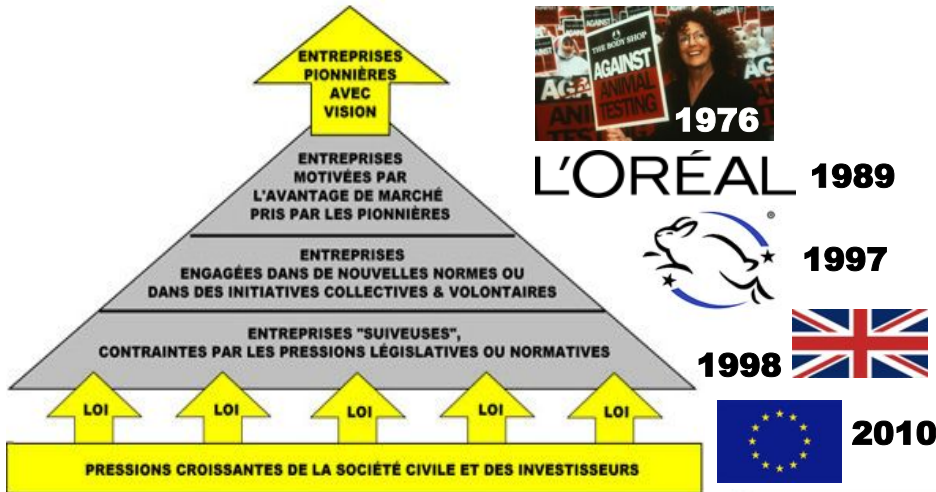 ENTREPRISES
PIONNIÈRES
AVEC
VISION
ENTREPRISES
MOTIVÉES PAR
L'AVANTAGE DE MARCHÉ
PRIS PAR LES PIONNIÈRES
ENTREPRISES
ENGAGÉES DANS DE NOUVELLES NORMES OU
DANS DES INITIATIVES COLLECTIVES & VOLONTAIRES
ENTREPRISES "SUIVEUSES",
CONTRAINTES PAR LES PRESSIONS LÉGISLATIVES OU NORMATIVES
LOI LOI LOI LOI LOI
PRESSIONS CROISSANTES DE LA SOCIÉTÉ CIVILE ET DES INVESTISSEURS
THE BODY SHOP
AGAINST
ANIMAL
TESTING
1976
L'ORÉAL 1989
® 1997
1998
2010